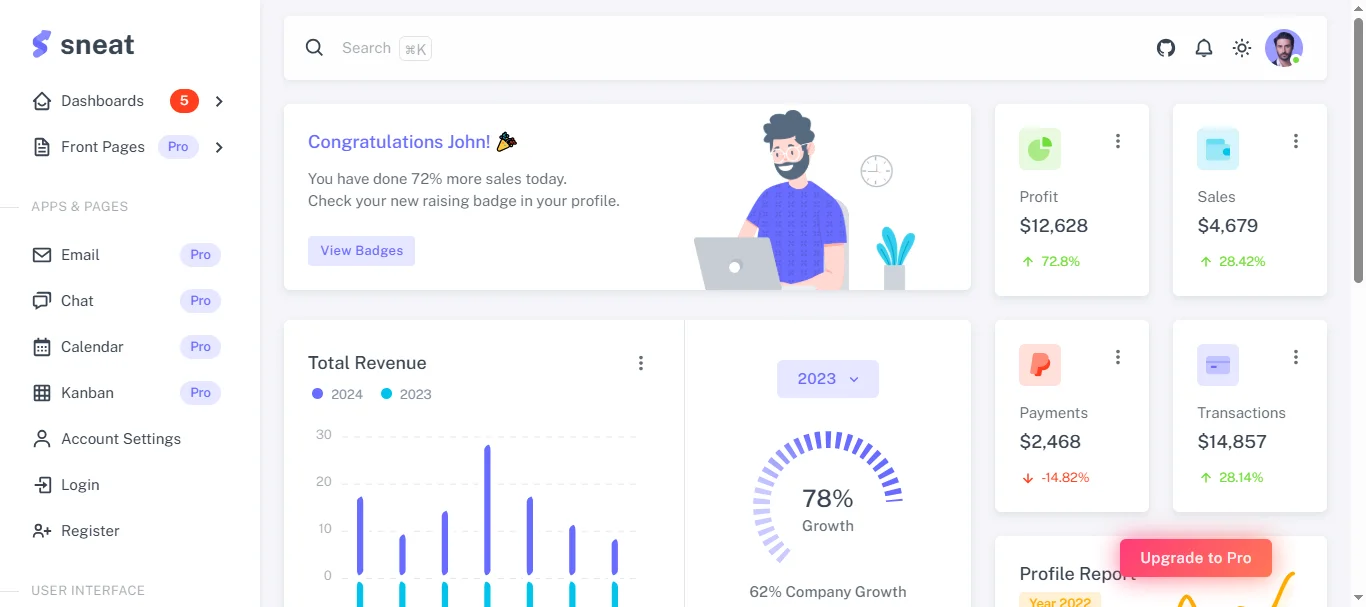 sneat
Dashboards 5
Front Pages Pro
APPS & PAGES
Email Pro
Chat Pro
Calendar Pro
Kanban Pro
Account Settings
Login
Register
USER INTERFACE
Search ⌘K
Congratulations John! 🎉
You have done 72% more sales today.
Check your new raising badge in your profile.
View Badges
Profit
$12,628
72.8%
Sales
$4,679
28.42%
Total Revenue
2024 2023
30
20
10
0
2023
78%
Growth
62% Company Growth
Payments
$2,468
-14.82%
Transactions
$14,857
28.14%
Upgrade to Pro
Profile Report
Year 2022